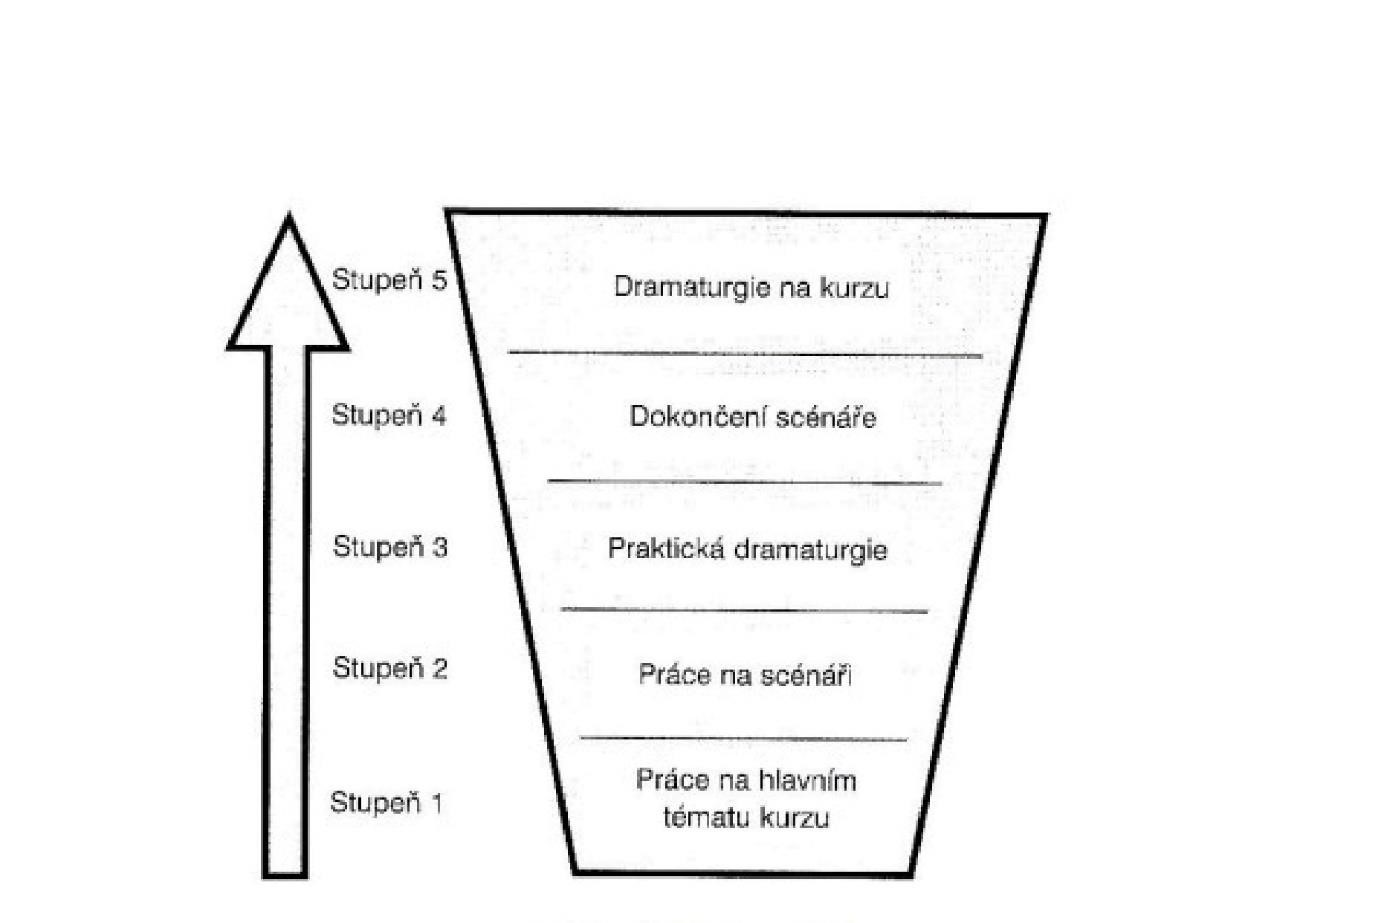 Stupeň 5
Dramaturgie na kurzu
Stupeň 4
Dokončení scénáře
Stupeň 3
Praktická dramaturgie
Stupeň 2
Práce na scénáři
Stupeň 1
Práce na hlavním
tématu kurzu